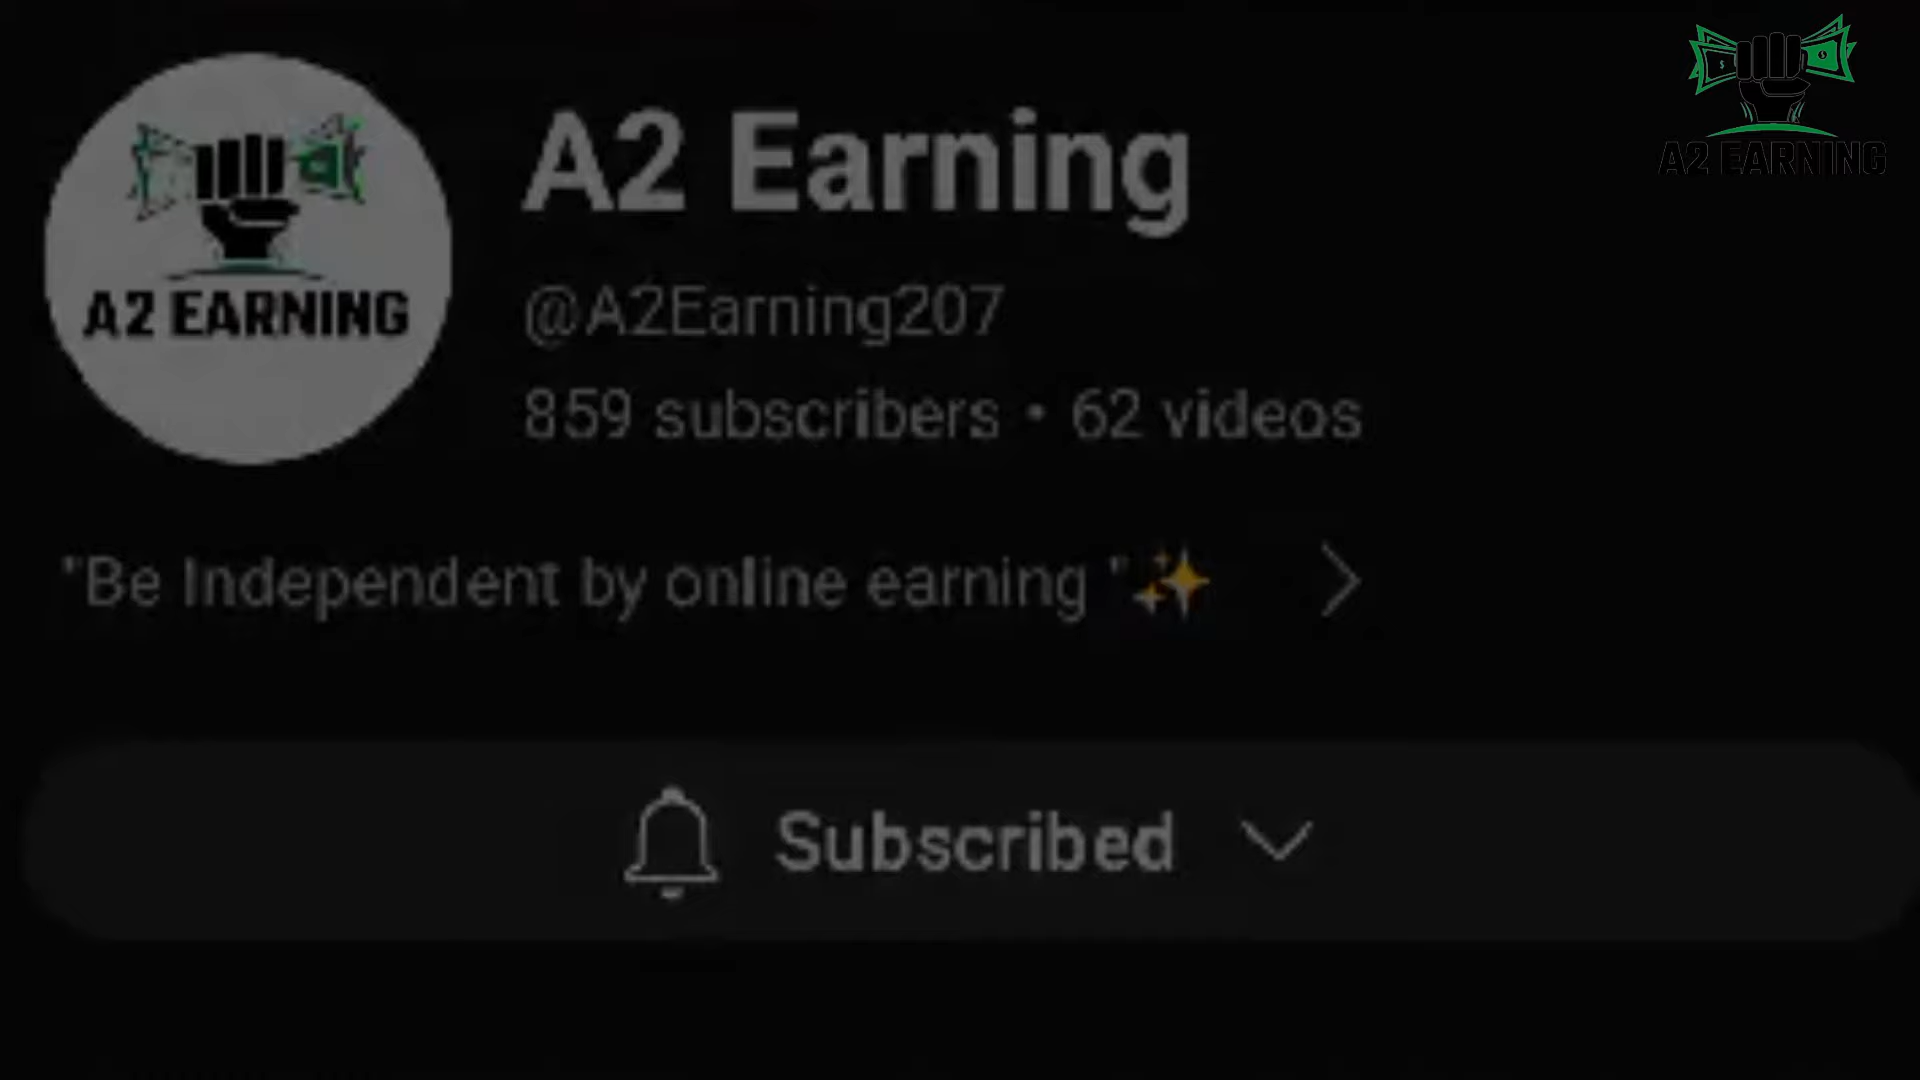 A2 Earning
A2 EARNING
A2 EARNING
@A2Earning207
859 subscribers • 62 videos
"Be Independent by online earning "✨
Subscribed